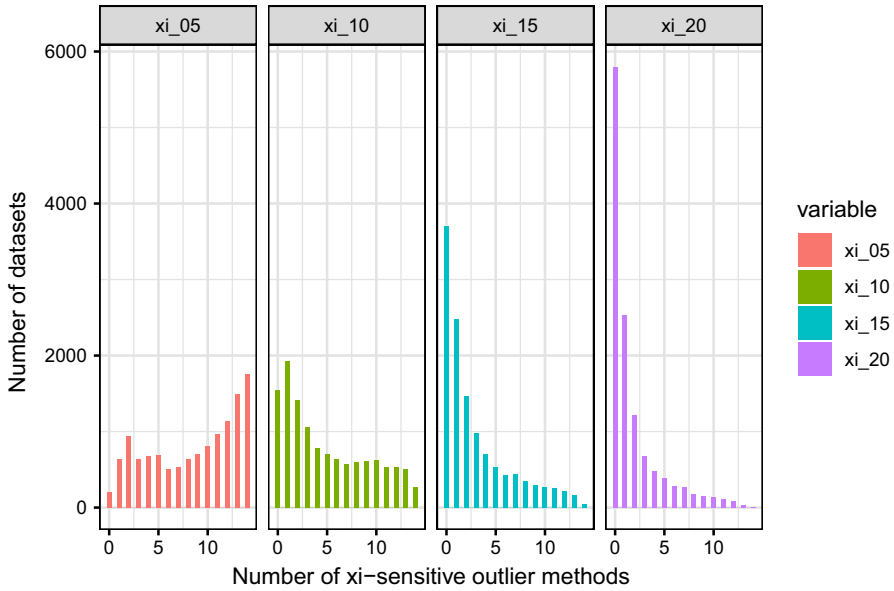 xi_05 xi_10 xi_15 xi_20
6000
4000
2000
0
Number of datasets
0 5 10 0 5 10 0 5 10 0 5 10
Number of xi−sensitive outlier methods
variable
xi_05
xi_10
xi_15
xi_20